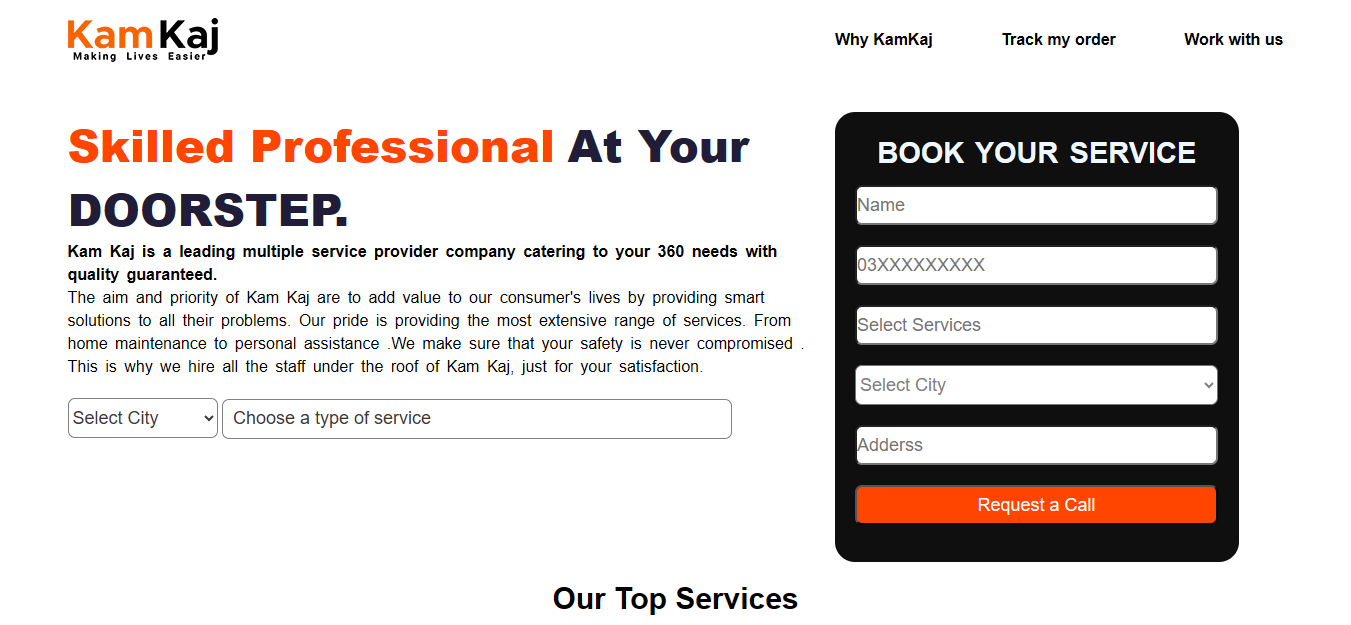 KamKaj
Making Lives Easier
Why KamKaj
Track my order
Work with us
Skilled Professional At Your
DOORSTEP.
Kam Kaj is a leading multiple service provider company catering to your 360 needs with
quality guaranteed.
The aim and priority of Kam Kaj are to add value to our consumer's lives by providing smart
solutions to all their problems. Our pride is providing the most extensive range of services. From
home maintenance to personal assistance .We make sure that your safety is never compromised .
This is why we hire all the staff under the roof of Kam Kaj, just for your satisfaction.
Select City
Choose a type of service
BOOK YOUR SERVICE
Name
03XXXXXXXXX
Select Services
Select City
Adderss
Request a Call
Our Top Services